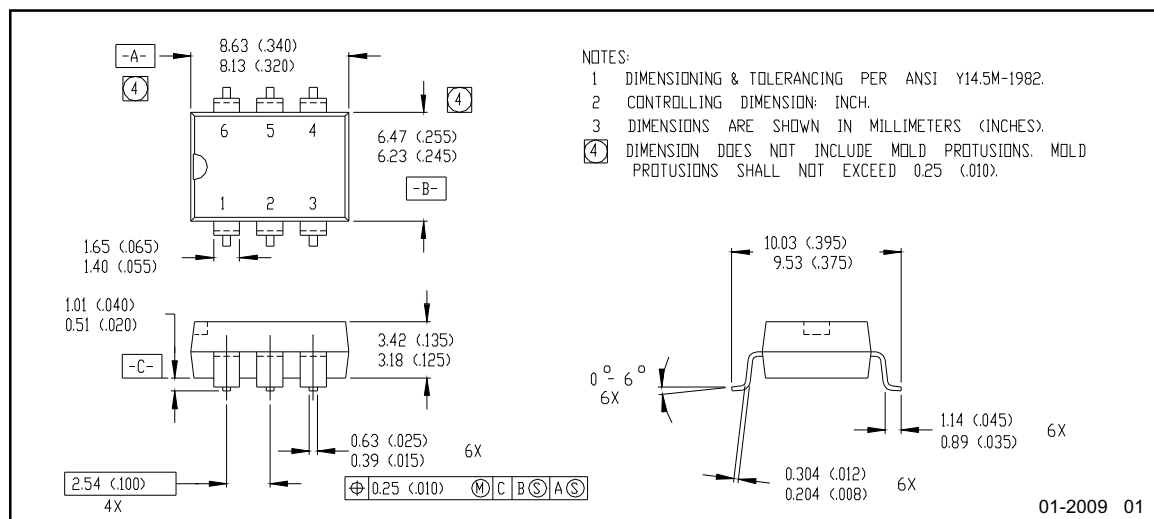 -A-
8.63 (.340)
8.13 (.320)
4
4
6 5 4
6.47 (.255)
6.23 (.245)
-B-
1 2 3
1.65 (.065)
1.40 (.055)
1.01 (.040)
0.51 (.020)
-C-
3.42 (.135)
3.18 (.125)
0.63 (.025)
0.39 (.015)
6X
2.54 (.100)
4X
⌖ 0.25 (.010) Ⓜ C B Ⓢ A Ⓢ
NOTES:
1 DIMENSIONING & TOLERANCING PER ANSI Y14.5M-1982.
2 CONTROLLING DIMENSION: INCH.
3 DIMENSIONS ARE SHOWN IN MILLIMETERS (INCHES).
4 DIMENSION DOES NOT INCLUDE MOLD PROTUSIONS. MOLD
PROTUSIONS SHALL NOT EXCEED 0.25 (.010).
10.03 (.395)
9.53 (.375)
0°- 6°
6X
1.14 (.045)
0.89 (.035)
6X
0.304 (.012)
0.204 (.008)
6X
01-2009 01